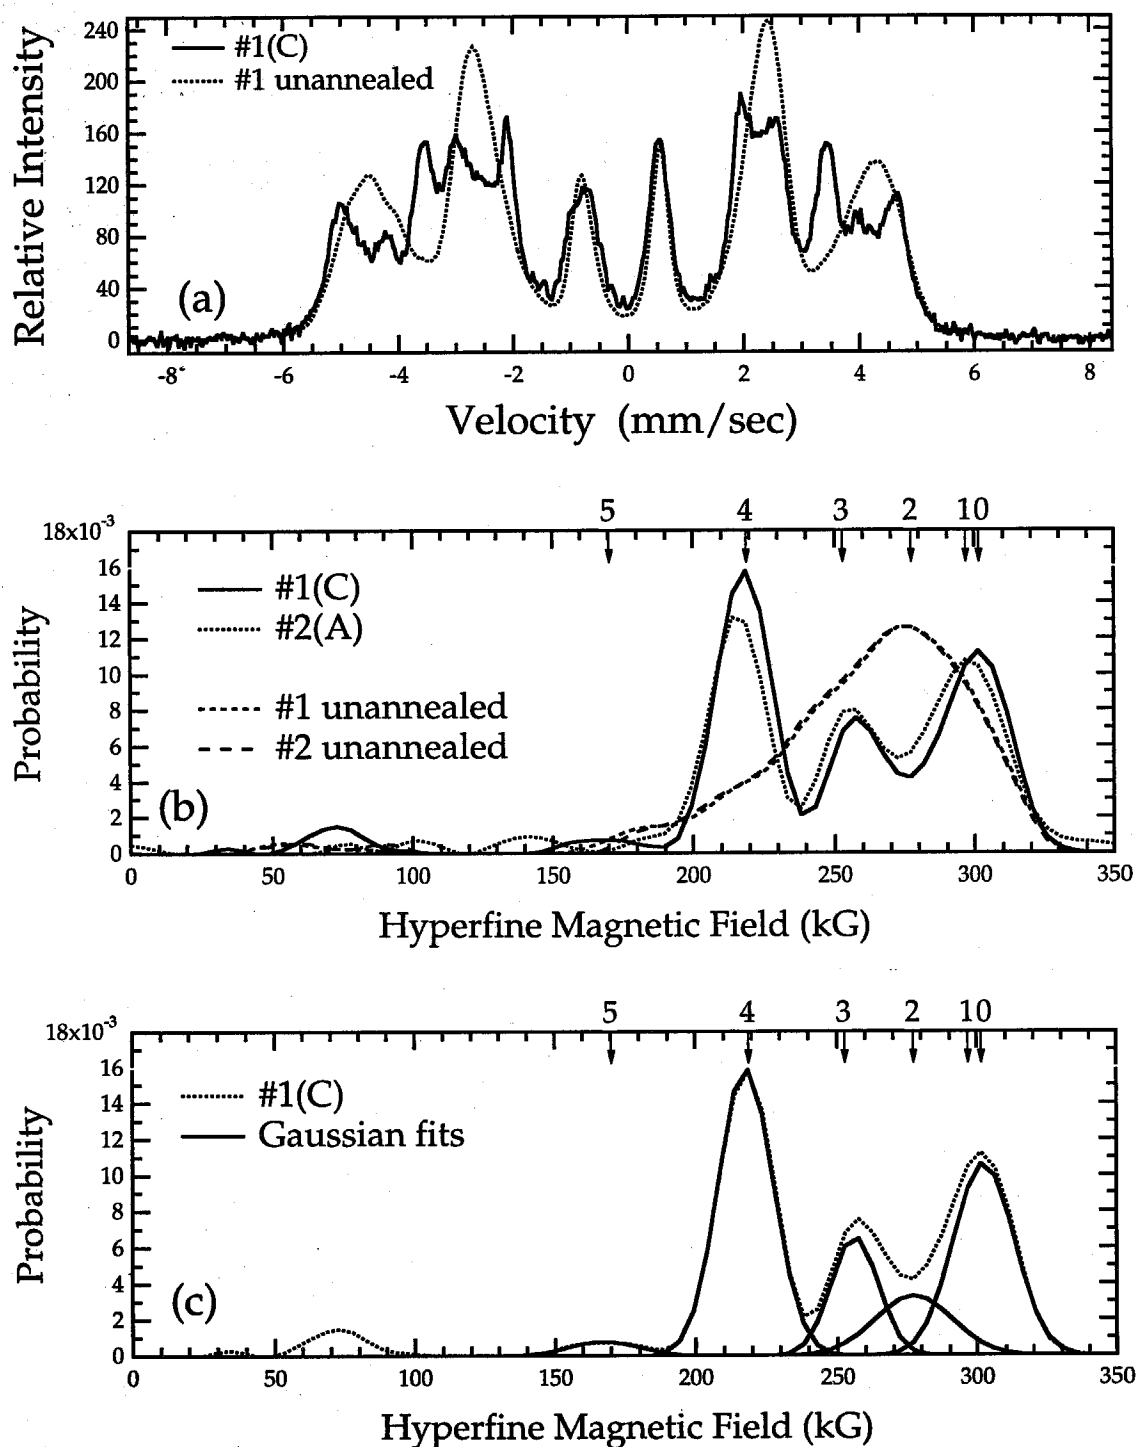 240
200
160
120
80
40
0
Relative Intensity
#1(C)
#1 unannealed
(a)
-8 -6 -4 -2 0 2 4 6 8
Velocity (mm/sec)
5 4 3 2 10
18x10⁻³
16
14
12
10
8
6
4
2
0
Probability
#1(C)
#2(A)
#1 unannealed
#2 unannealed
(b)
0 50 100 150 200 250 300 350
Hyperfine Magnetic Field (kG)
5 4 3 2 10
18x10⁻³
16
14
12
10
8
6
4
2
0
Probability
#1(C)
Gaussian fits
(c)
0 50 100 150 200 250 300 350
Hyperfine Magnetic Field (kG)